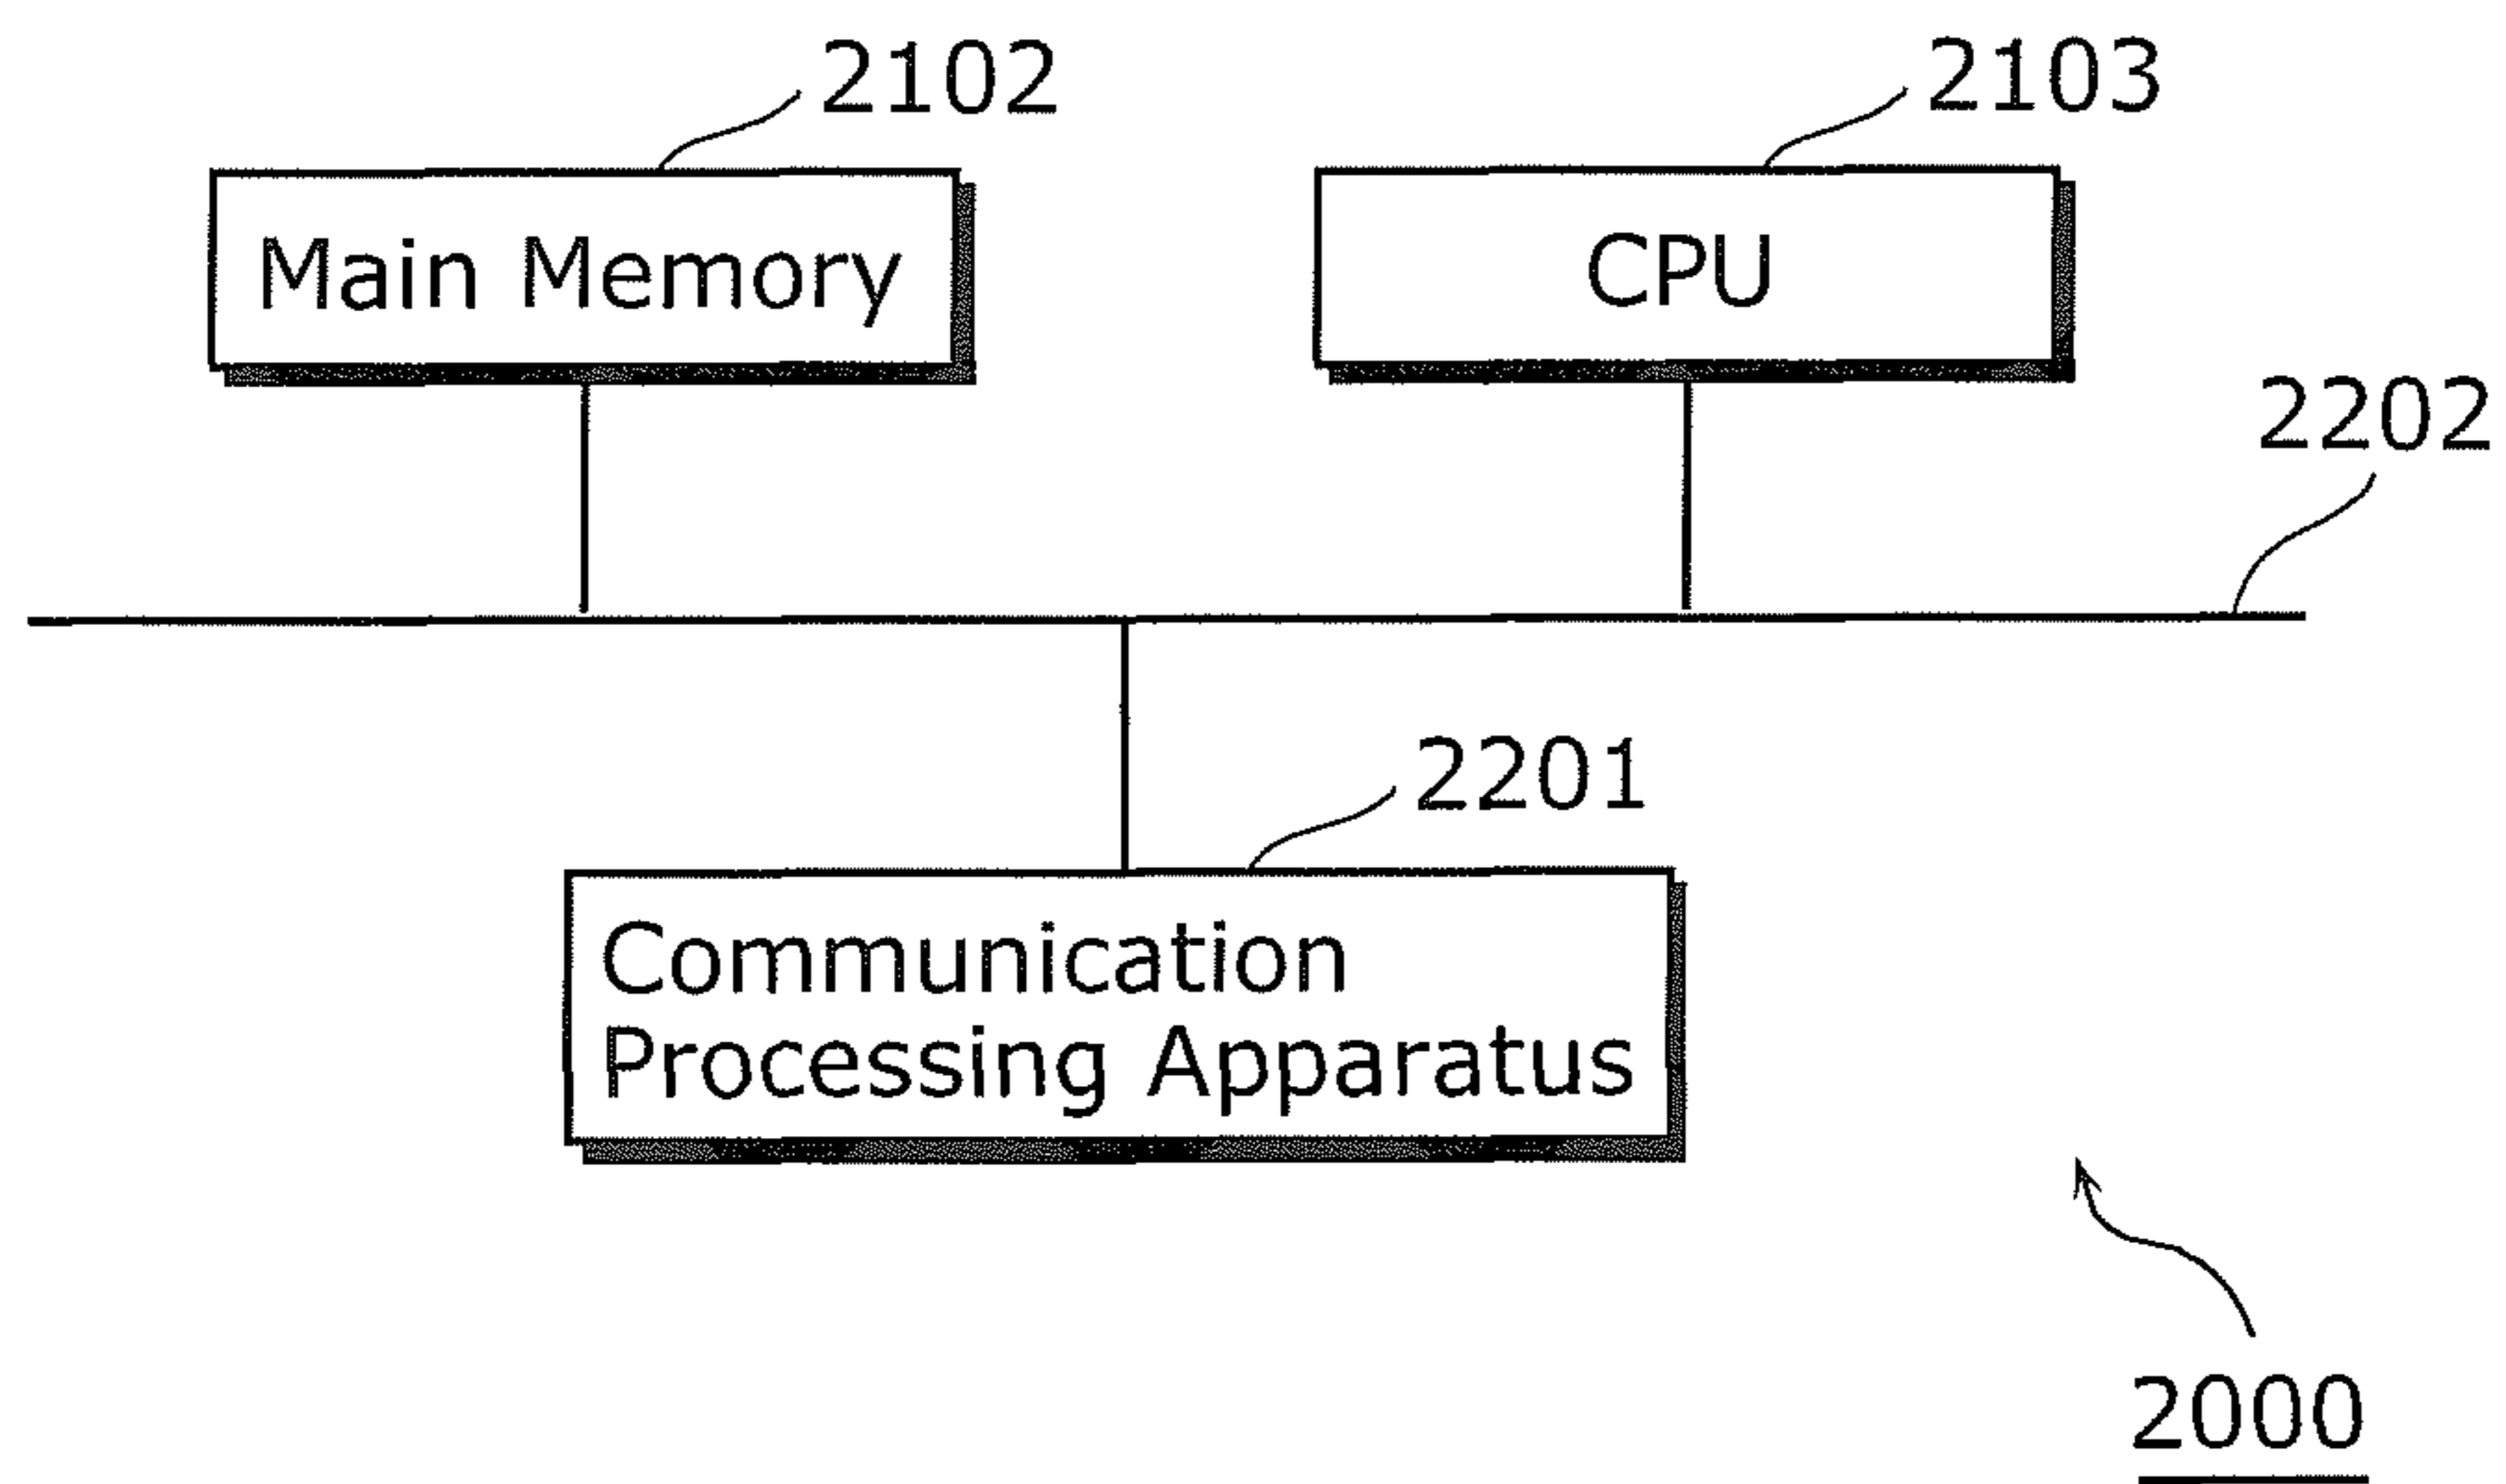 2102
2103
Main Memory
CPU
2202
2201
Communication
Processing Apparatus
2000